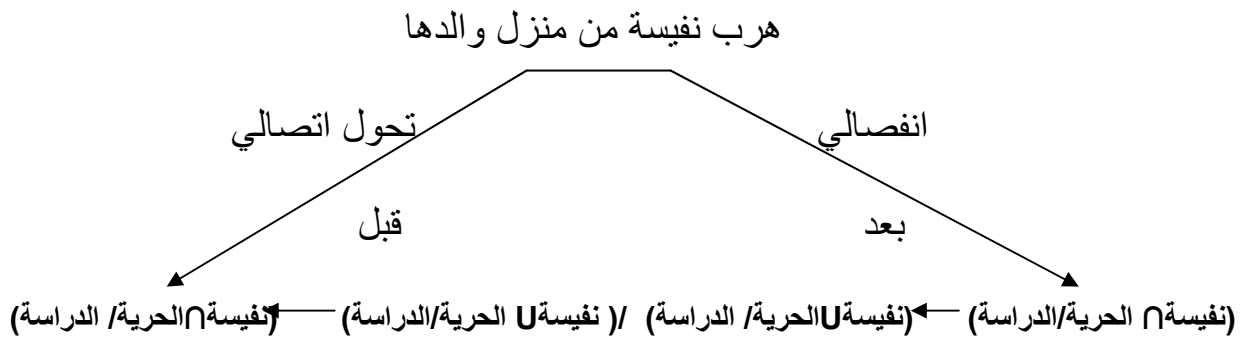 هرب نفيسة من منزل والدها
انفصالي
تحول اتصالي
بعد
قبل
(نفيسة∩ الحرية/الدراسة) (نفيسةUالحرية/ الدراسة) /( نفيسةU الحرية/الدراسة) (نفيسة∩الحرية/ الدراسة)